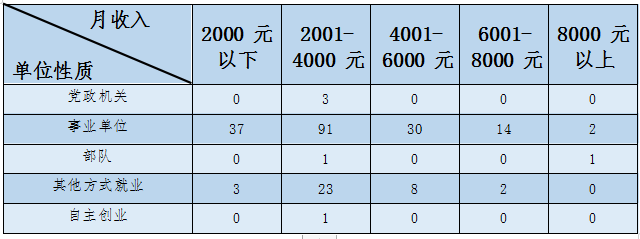 月收入
单位性质
2000 元
以下
2001-
4000 元
4001-
6000 元
6001-
8000 元
8000 元
以上
党政机关 0 3 0 0 0
事业单位 37 91 30 14 2
部队 0 1 0 0 1
其他方式就业 3 23 8 2 0
自主创业 0 1 0 0 0